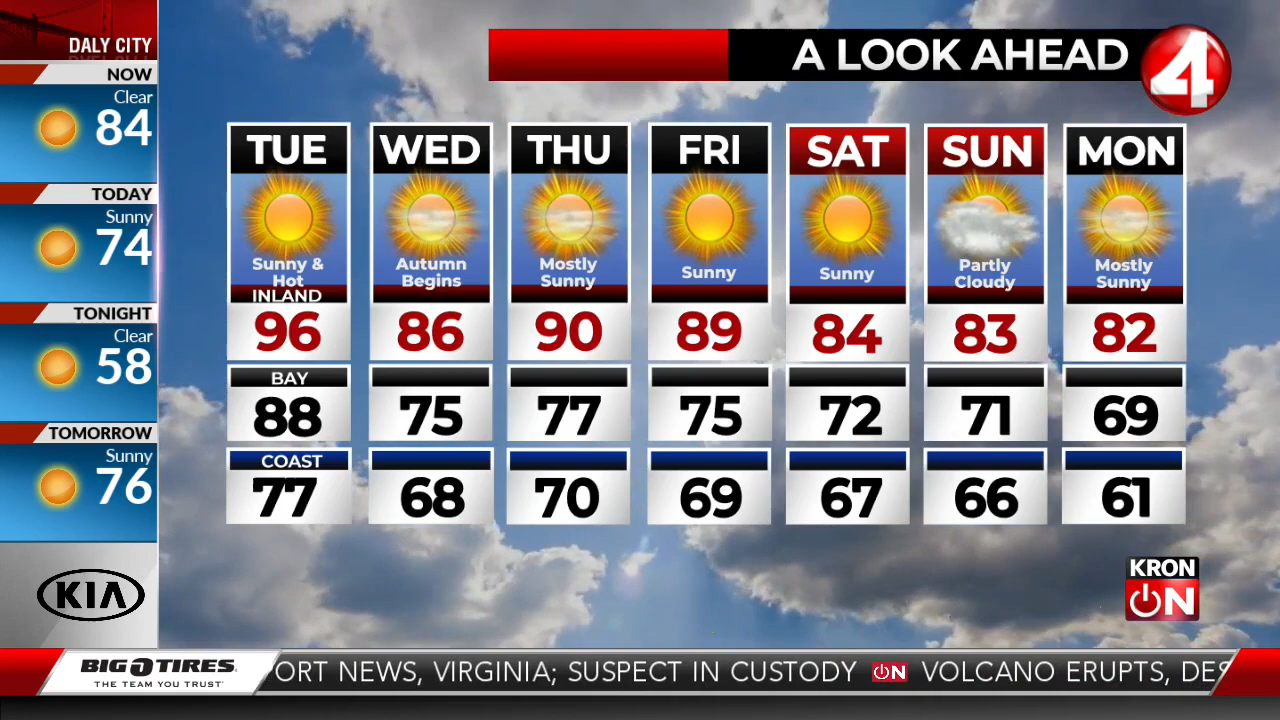 DALY CITY
NOW
Clear
84
TODAY
Sunny
74
TONIGHT
Clear
58
TOMORROW
Sunny
76
KIA
A LOOK AHEAD
4
TUE WED THU FRI SAT SUN MON
Sunny & Hot
Autumn Begins
Mostly Sunny
Sunny
Sunny
Partly Cloudy
Mostly Sunny
INLAND
96 86 90 89 84 83 82
BAY
88 75 77 75 72 71 69
COAST
77 68 70 69 67 66 61
KRON
ON
BIG O TIRES
THE TEAM YOU TRUST
PORT NEWS, VIRGINIA; SUSPECT IN CUSTODY ON VOLCANO ERUPTS, DES